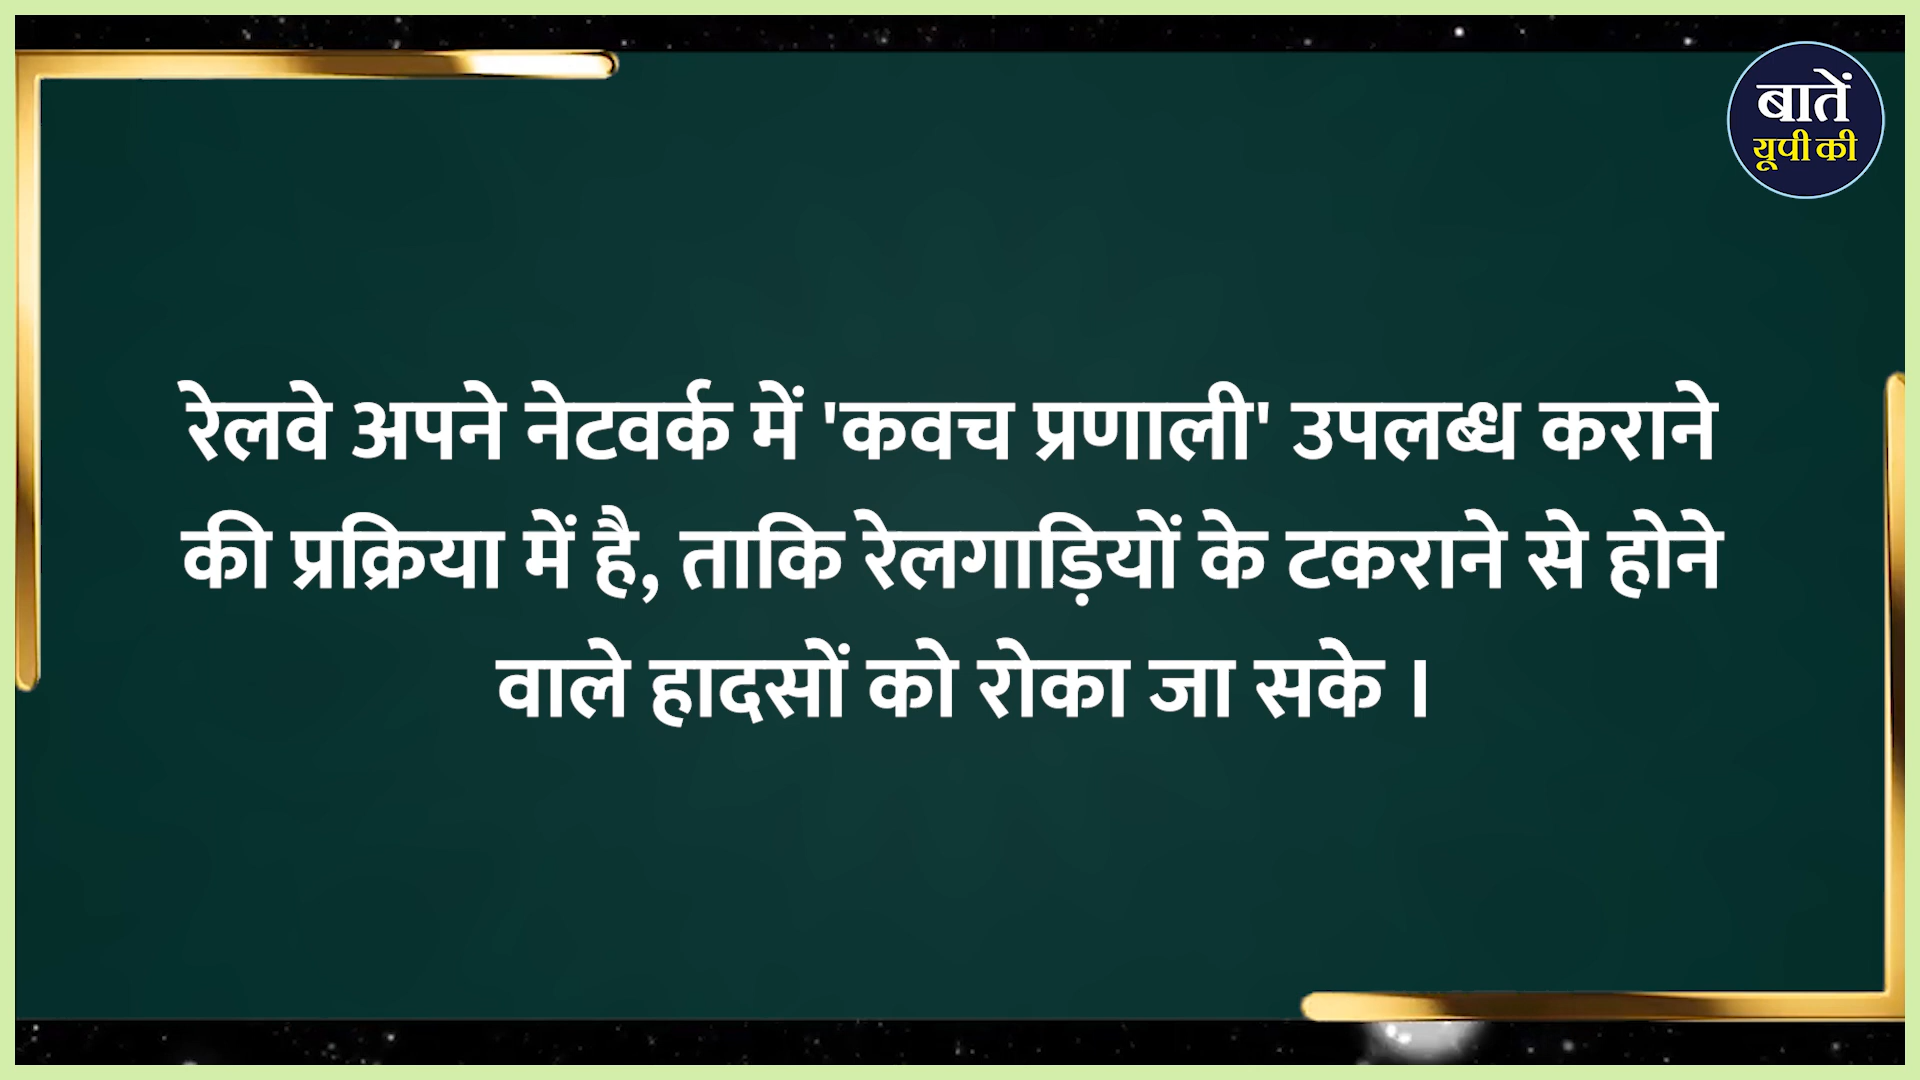 बातें
यूपी की
रेलवे अपने नेटवर्क में 'कवच प्रणाली' उपलब्ध कराने
की प्रक्रिया में है, ताकि रेलगाड़ियों के टकराने से होने
वाले हादसों को रोका जा सके ।